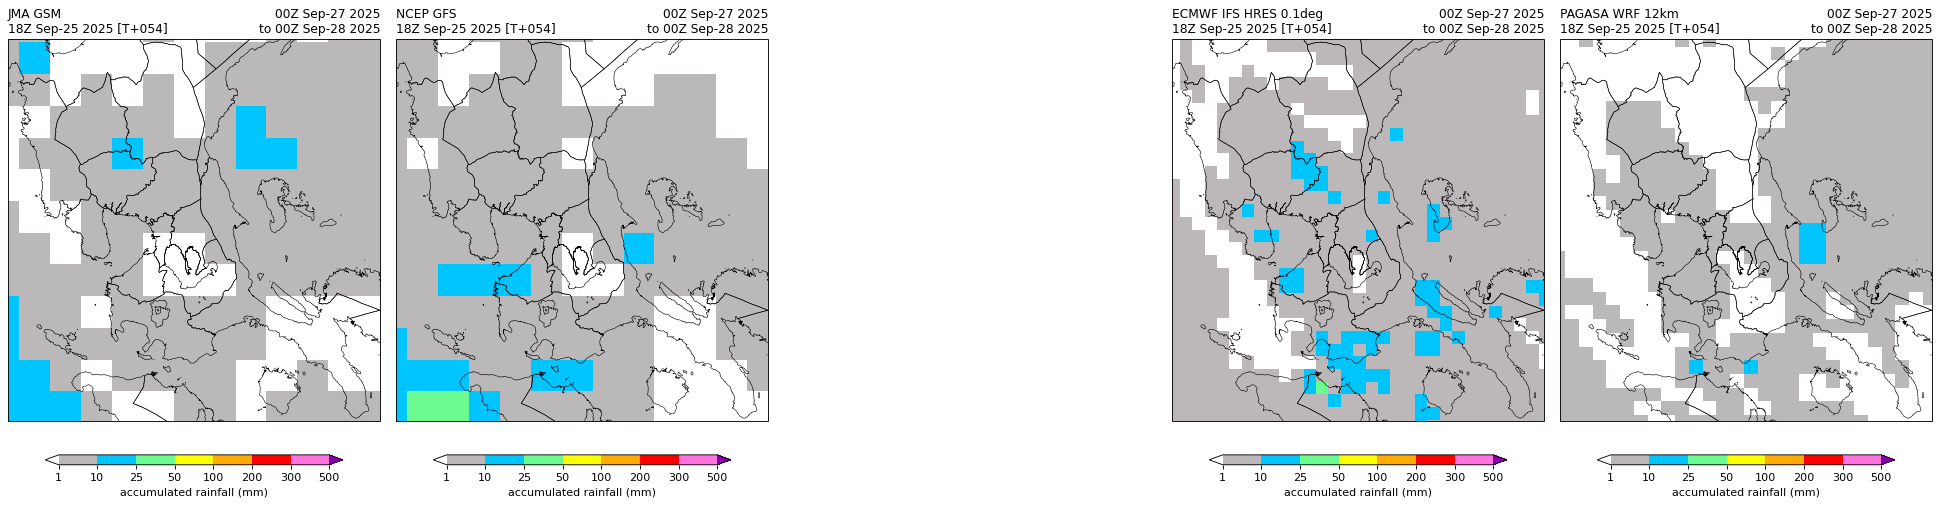 JMA GSM 00Z Sep-27 2025
18Z Sep-25 2025 [T+054] to 00Z Sep-28 2025
1 10 25 50 100 200 300 500
accumulated rainfall (mm)
NCEP GFS 00Z Sep-27 2025
18Z Sep-25 2025 [T+054] to 00Z Sep-28 2025
1 10 25 50 100 200 300 500
accumulated rainfall (mm)
ECMWF IFS HRES 0.1deg 00Z Sep-27 2025
18Z Sep-25 2025 [T+054] to 00Z Sep-28 2025
1 10 25 50 100 200 300 500
accumulated rainfall (mm)
PAGASA WRF 12km 00Z Sep-27 2025
18Z Sep-25 2025 [T+054] to 00Z Sep-28 2025
1 10 25 50 100 200 300 500
accumulated rainfall (mm)